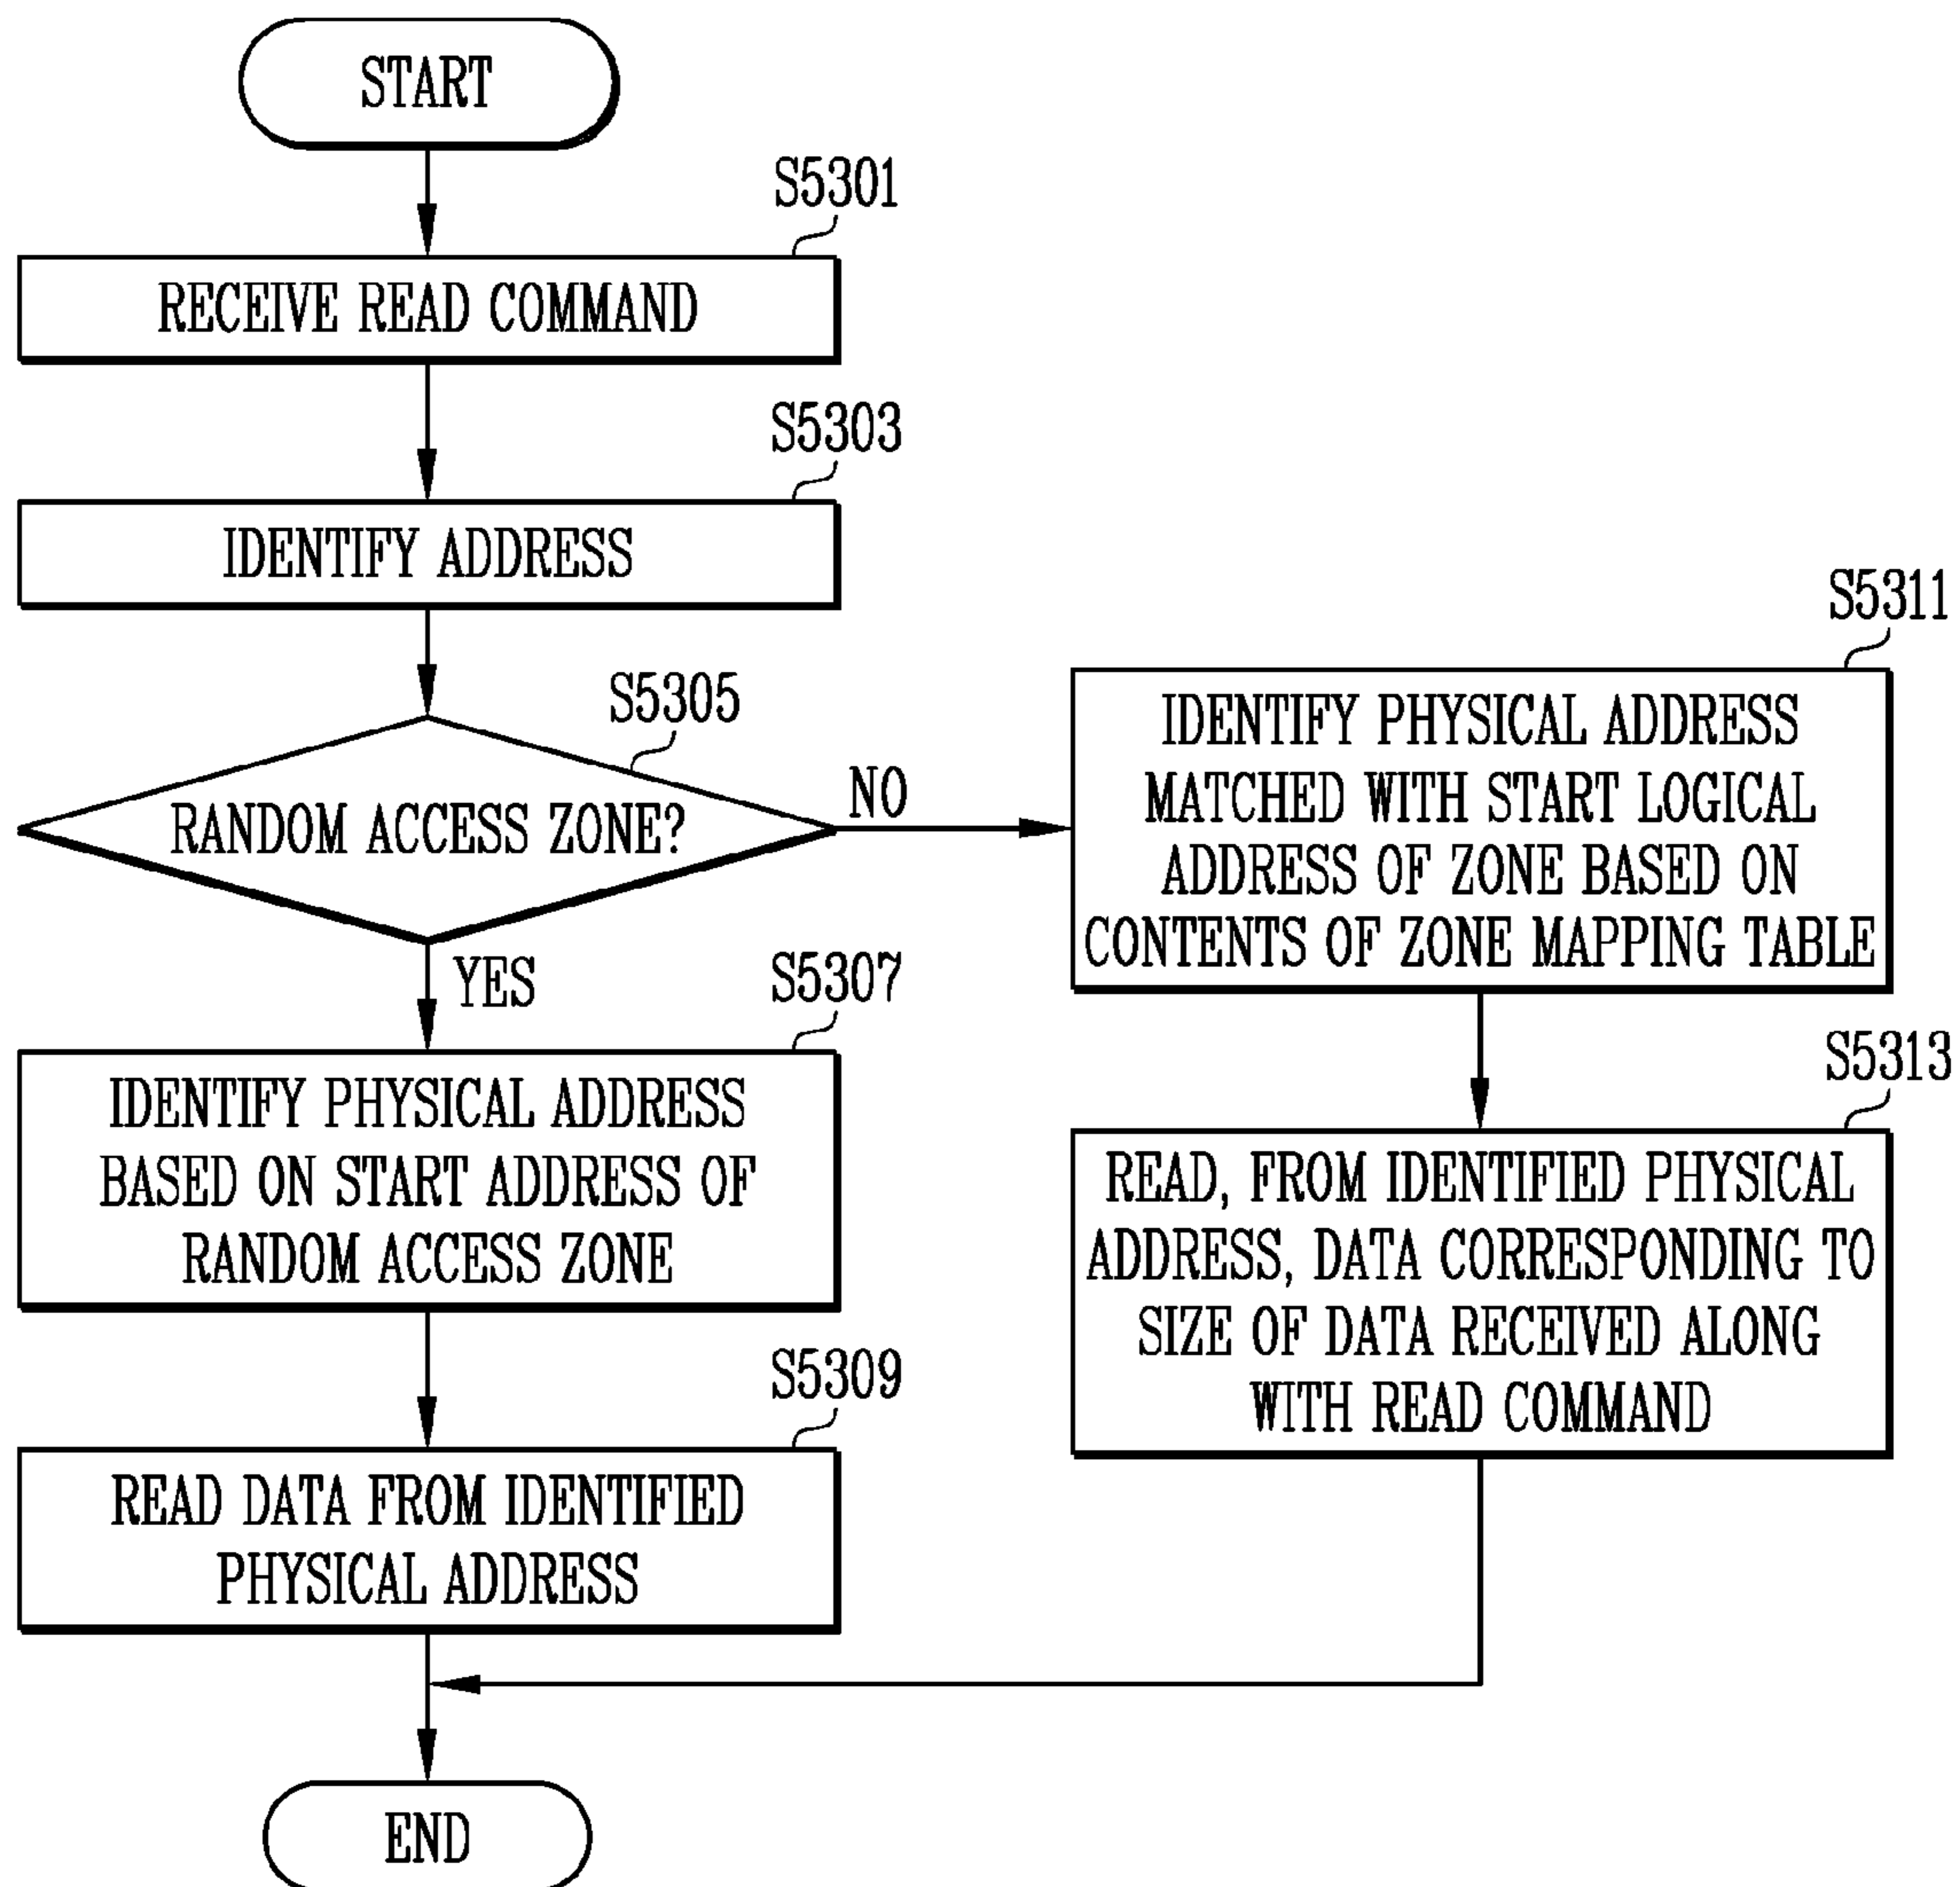 START
S5301
RECEIVE READ COMMAND
S5303
IDENTIFY ADDRESS
S5305
RANDOM ACCESS ZONE?
NO
YES
S5307
IDENTIFY PHYSICAL ADDRESS
BASED ON START ADDRESS OF
RANDOM ACCESS ZONE
S5309
READ DATA FROM IDENTIFIED
PHYSICAL ADDRESS
S5311
IDENTIFY PHYSICAL ADDRESS
MATCHED WITH START LOGICAL
ADDRESS OF ZONE BASED ON
CONTENTS OF ZONE MAPPING TABLE
S5313
READ, FROM IDENTIFIED PHYSICAL
ADDRESS, DATA CORRESPONDING TO
SIZE OF DATA RECEIVED ALONG
WITH READ COMMAND
END